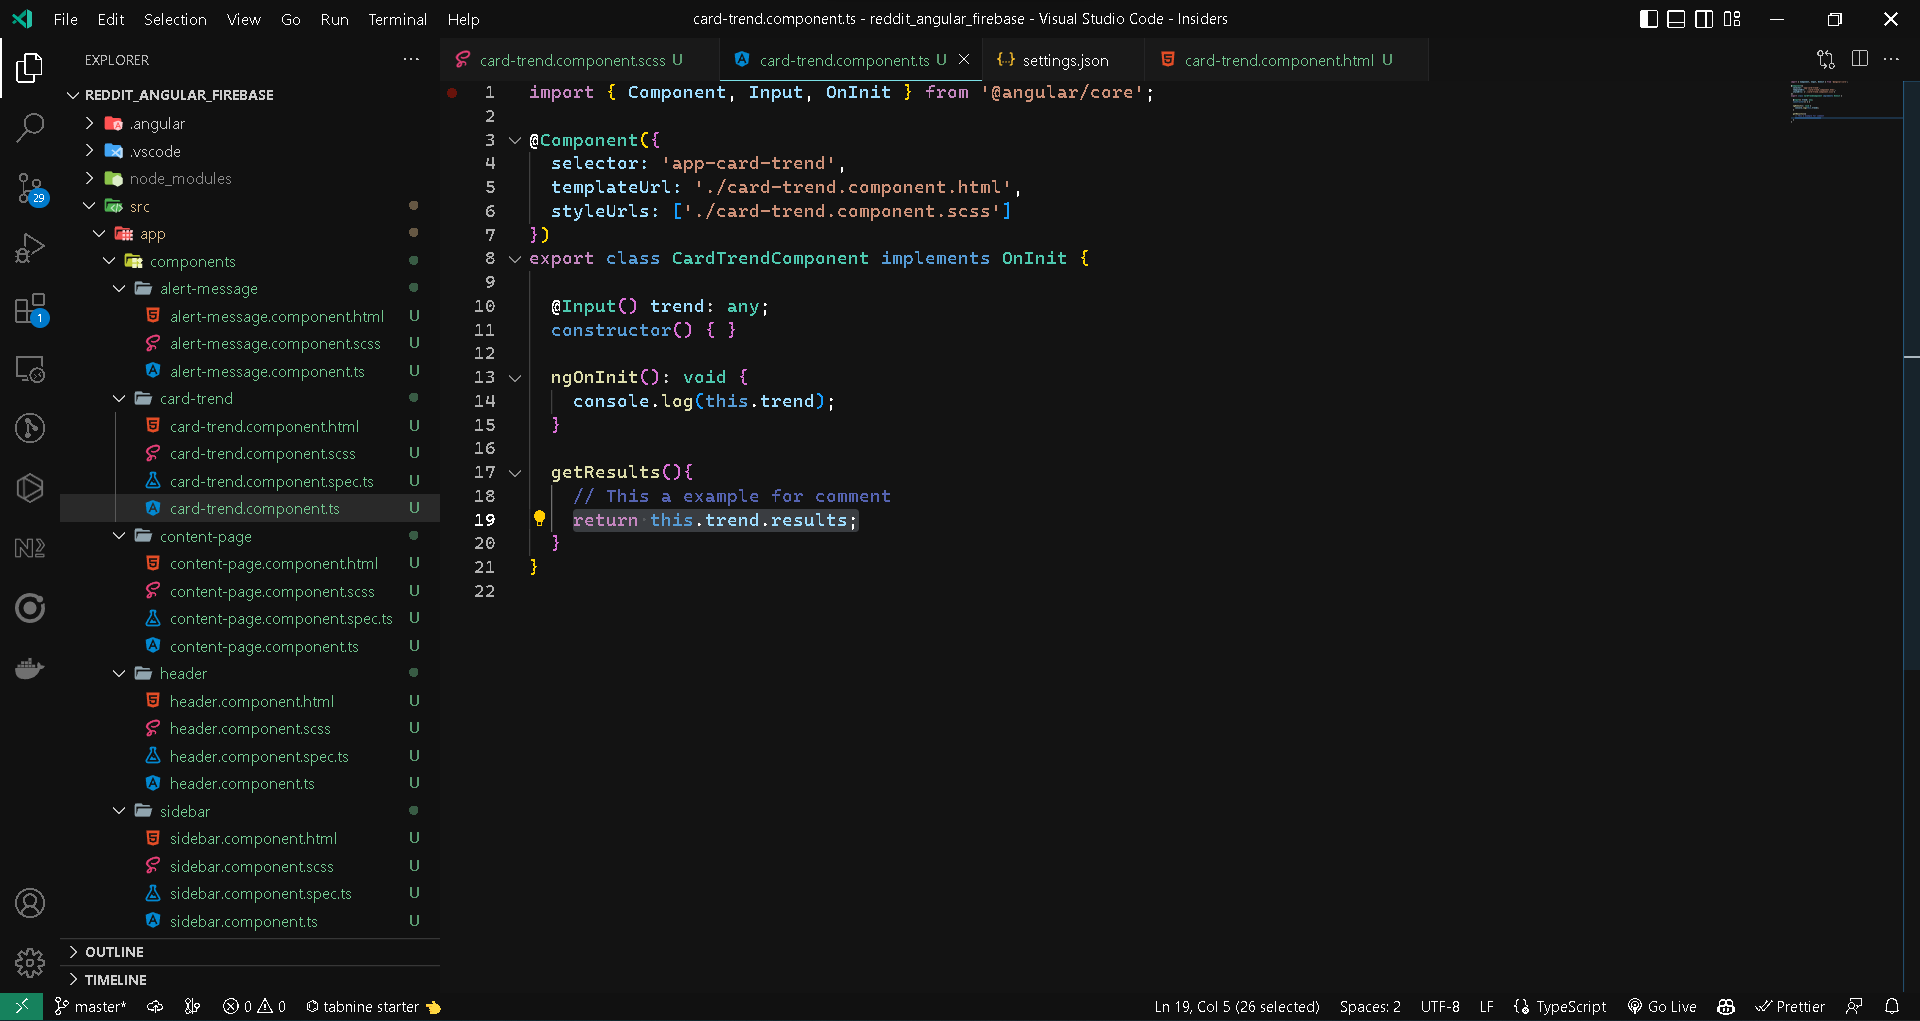 File Edit Selection View Go Run Terminal Help
card-trend.component.ts - reddit_angular_firebase - Visual Studio Code - Insiders
EXPLORER
REDDIT_ANGULAR_FIREBASE
.angular
.vscode
node_modules
src
app
components
alert-message
alert-message.component.html U
alert-message.component.scss U
alert-message.component.ts U
card-trend
card-trend.component.html U
card-trend.component.scss U
card-trend.component.spec.ts U
card-trend.component.ts U
content-page
content-page.component.html U
content-page.component.scss U
content-page.component.spec.ts U
content-page.component.ts U
header
header.component.html U
header.component.scss U
header.component.spec.ts U
header.component.ts U
sidebar
sidebar.component.html U
sidebar.component.scss U
sidebar.component.spec.ts U
sidebar.component.ts U
OUTLINE
TIMELINE
29
1
N2
card-trend.component.scss U card-trend.component.ts U settings.json card-trend.component.html U
1 import { Component, Input, OnInit } from '@angular/core';
2
3 @Component({
4 selector: 'app-card-trend',
5 templateUrl: './card-trend.component.html',
6 styleUrls: ['./card-trend.component.scss']
7 })
8 export class CardTrendComponent implements OnInit {
9
10 @Input() trend: any;
11 constructor() { }
12
13 ngOnInit(): void {
14 console.log(this.trend);
15 }
16
17 getResults(){
18 // This a example for comment
19 return this.trend.results;
20 }
21 }
22
master* 0 0 tabnine starter Ln 19, Col 5 (26 selected) Spaces: 2 UTF-8 LF TypeScript Go Live Prettier